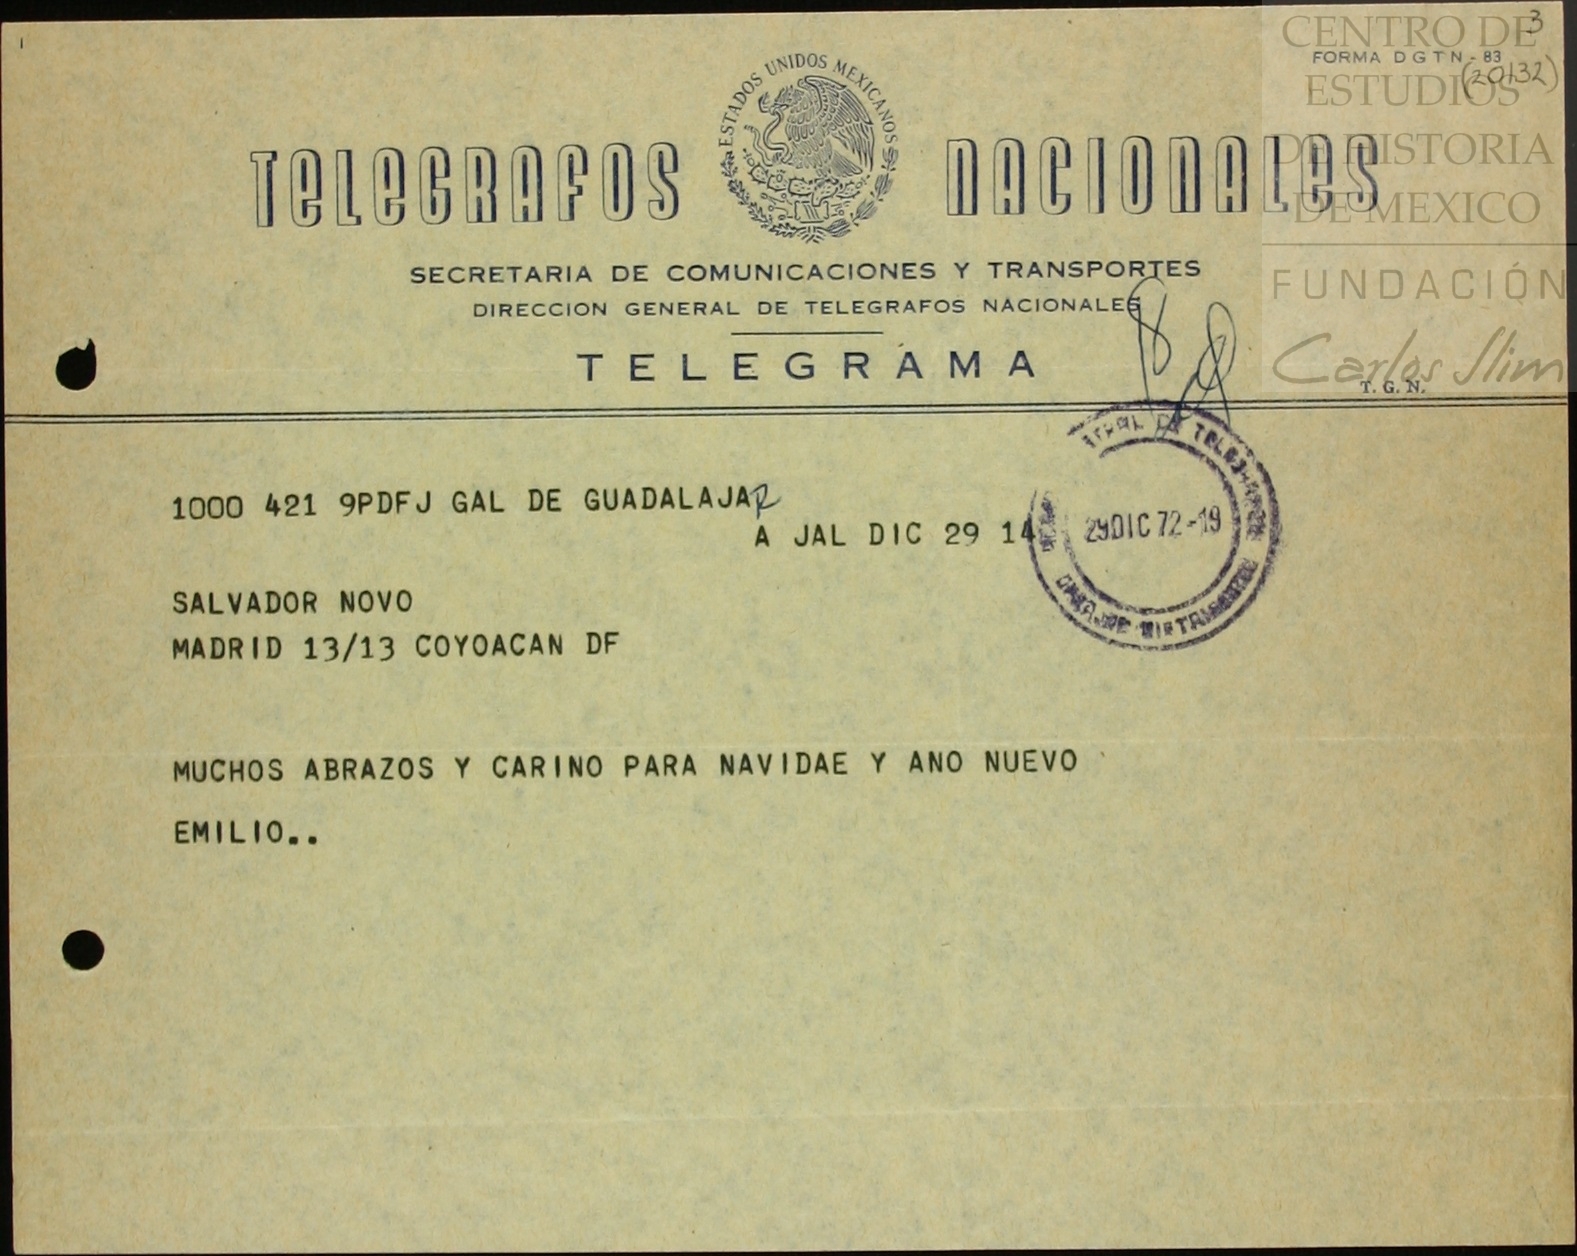 3
CENTRO DE
ESTUDIOS
DE HISTORIA
DE MEXICO
FUNDACIÓN
Carlos Slim
FORMA D G T N - 83
(20132)
ESTADOS UNIDOS MEXICANOS
TELEGRAFOS NACIONALES
SECRETARIA DE COMUNICACIONES Y TRANSPORTES
DIRECCION GENERAL DE TELEGRAFOS NACIONALES
TELEGRAMA
T. G. N.
1000 421 9PDFJ GAL DE GUADALAJAR
A JAL DIC 29 14
29 DIC 72-19
SALVADOR NOVO
MADRID 13/13 COYOACAN DF
MUCHOS ABRAZOS Y CARINO PARA NAVIDAE Y ANO NUEVO
EMILIO..